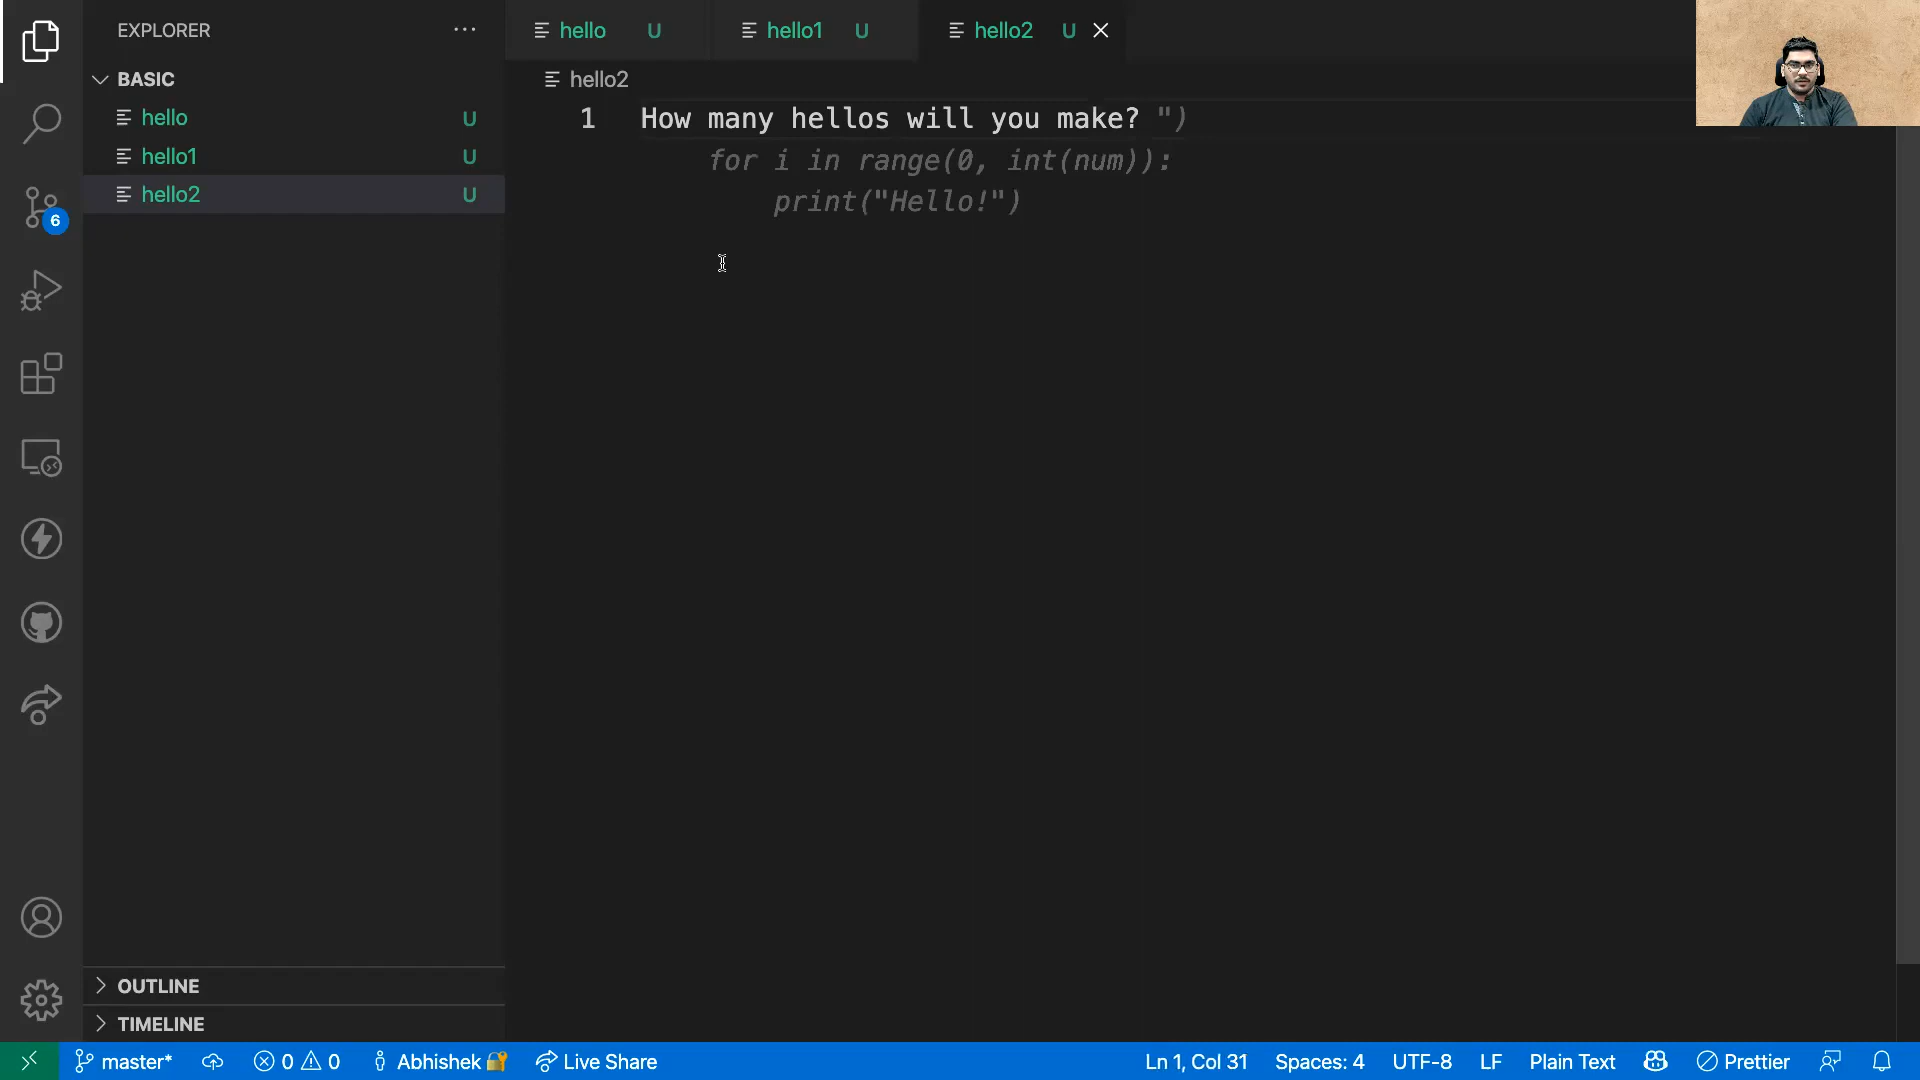 EXPLORER
BASIC
hello U
hello1 U
hello2 U
hello U
hello1 U
hello2 U
hello2
1 How many hellos will you make? ")
for i in range(0, int(num)):
print("Hello!")
6
OUTLINE
TIMELINE
master* 0 0 Abhishek Live Share Ln 1, Col 31 Spaces: 4 UTF-8 LF Plain Text Prettier